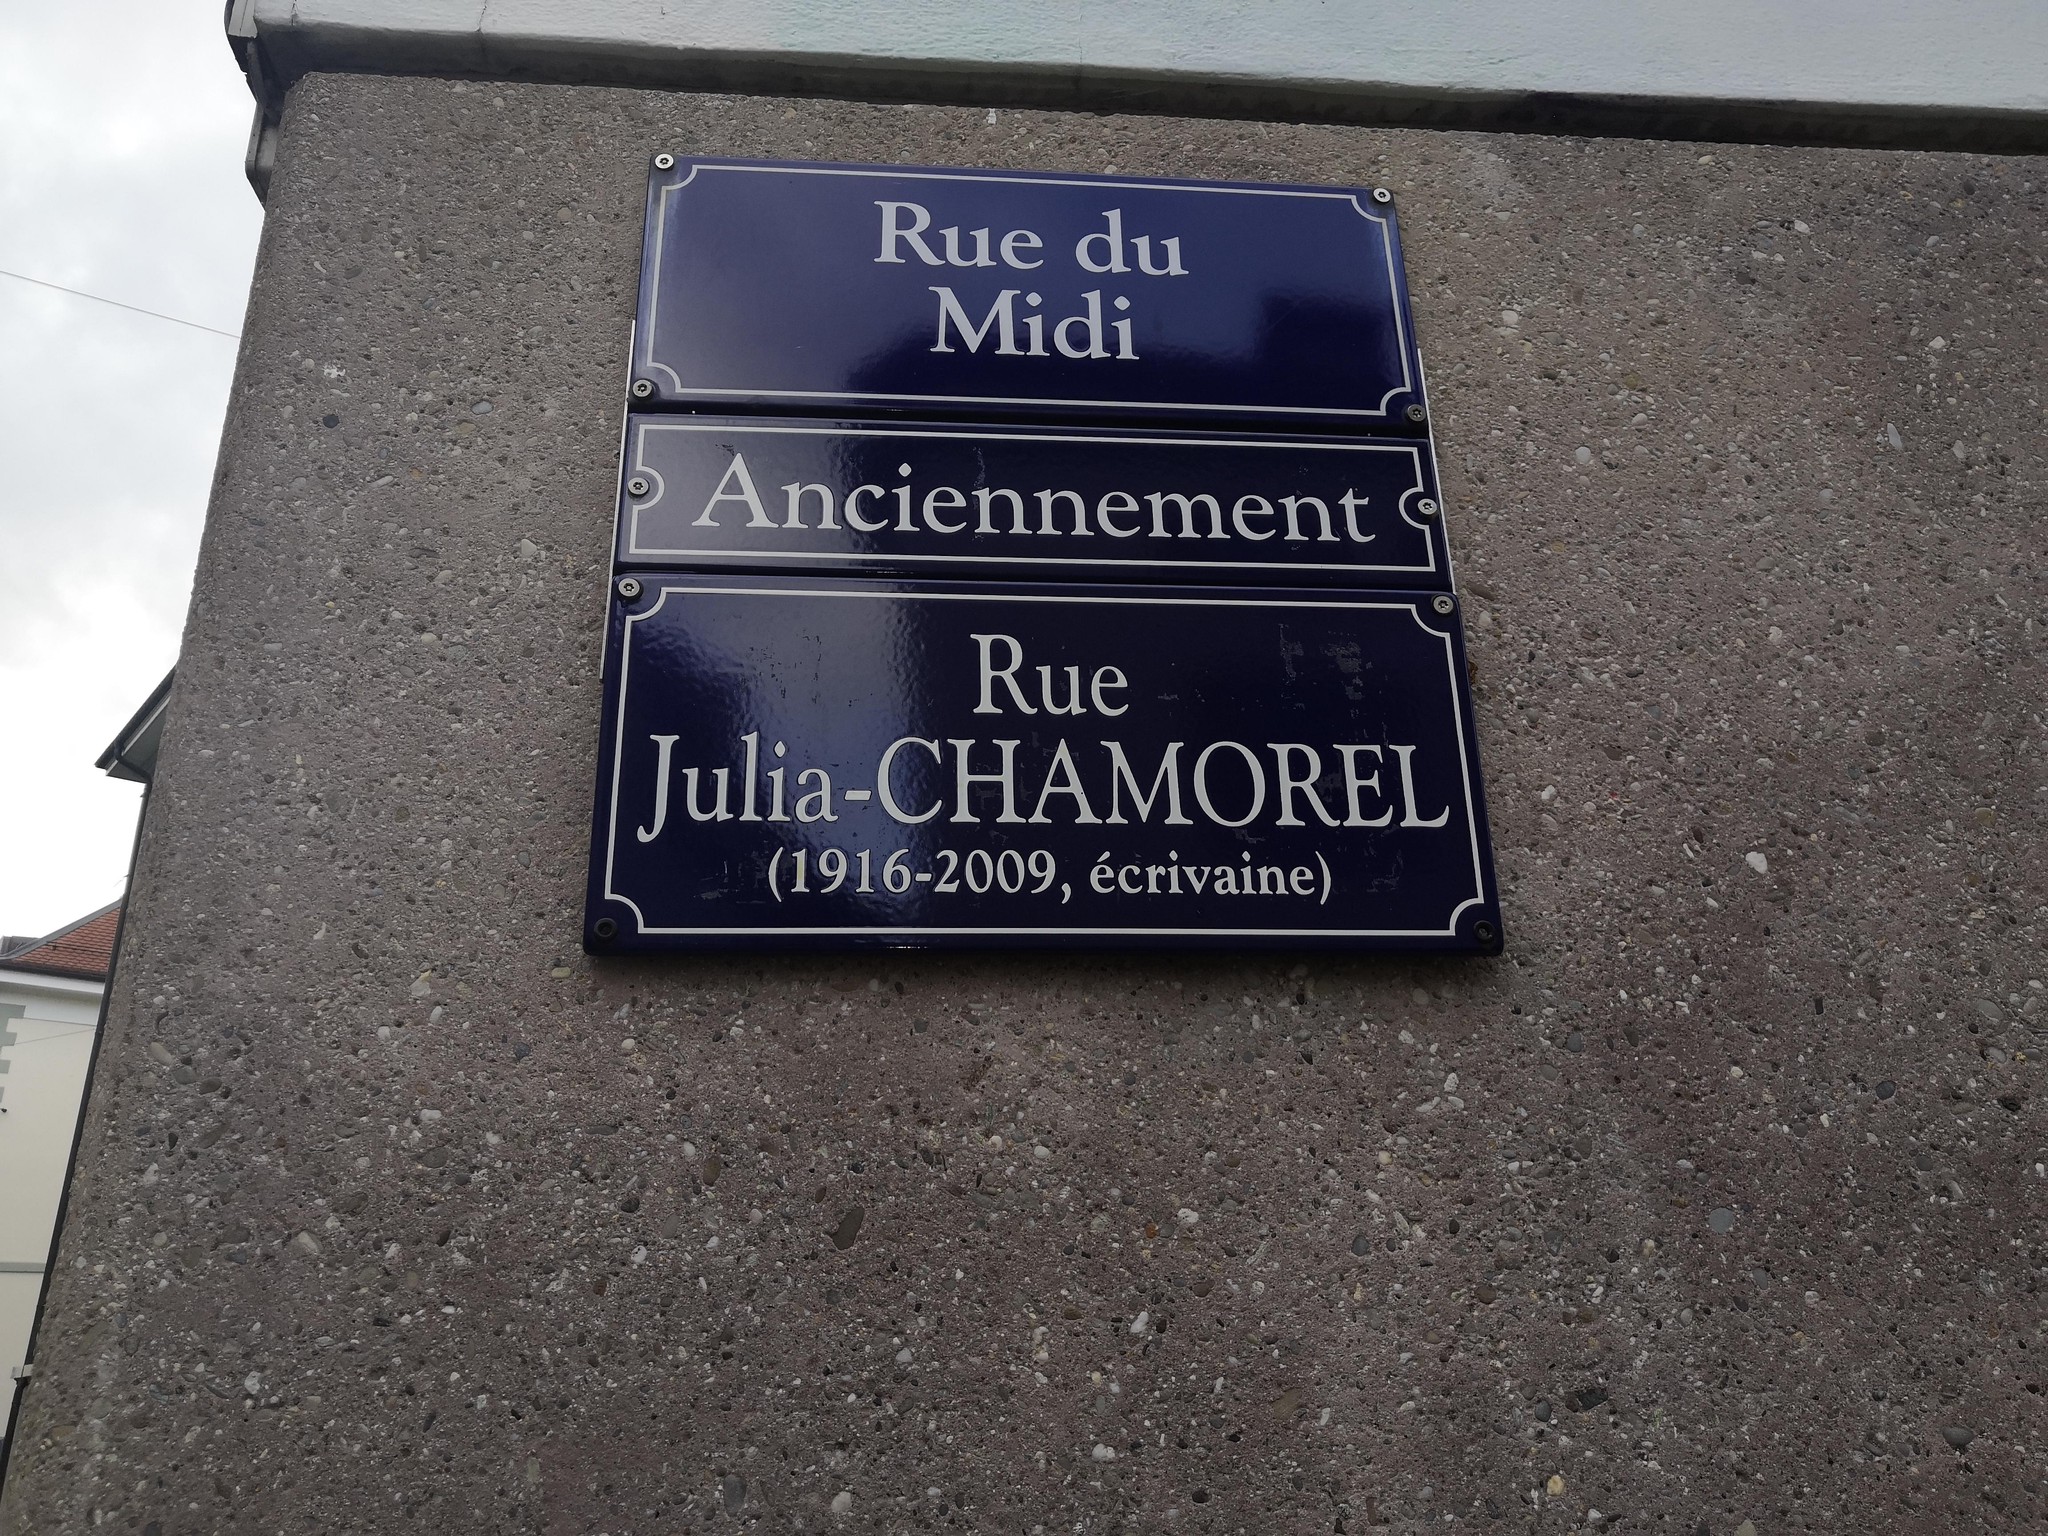 Rue du
Midi
Anciennement
Rue
Julia-CHAMOREL
(1916-2009, écrivaine)